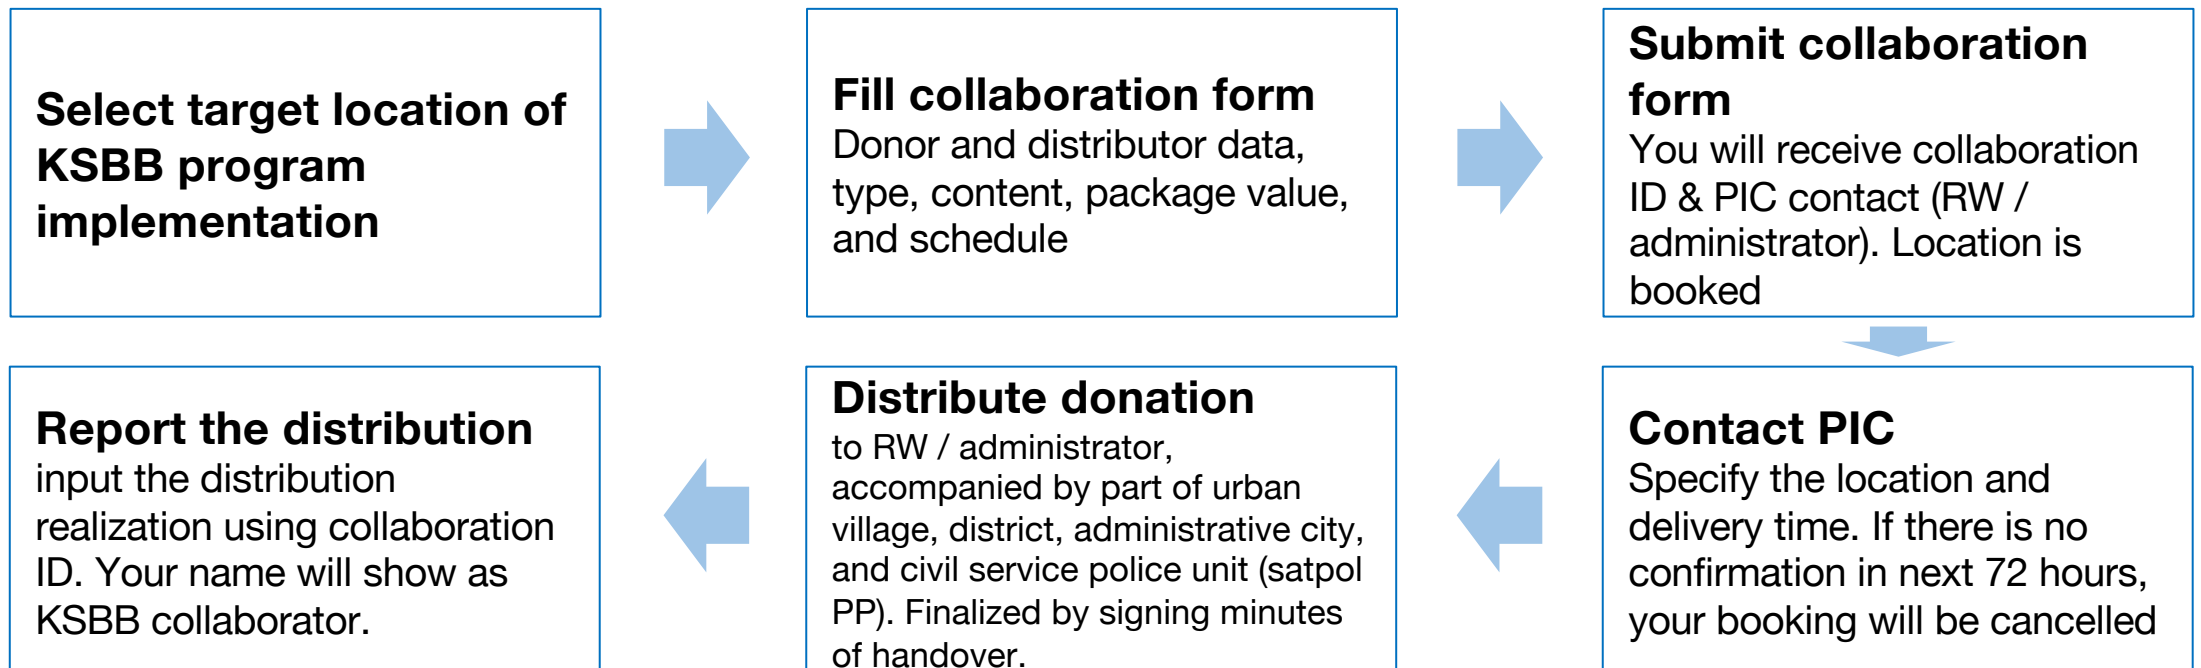 Select target location of
KSBB program
implementation
Fill collaboration form
Donor and distributor data,
type, content, package value,
and schedule
Submit collaboration
form
You will receive collaboration
ID & PIC contact (RW /
administrator). Location is
booked
Contact PIC
Specify the location and
delivery time. If there is no
confirmation in next 72 hours,
your booking will be cancelled
Distribute donation
to RW / administrator,
accompanied by part of urban
village, district, administrative city,
and civil service police unit (satpol
PP). Finalized by signing minutes
of handover.
Report the distribution
input the distribution
realization using collaboration
ID. Your name will show as
KSBB collaborator.